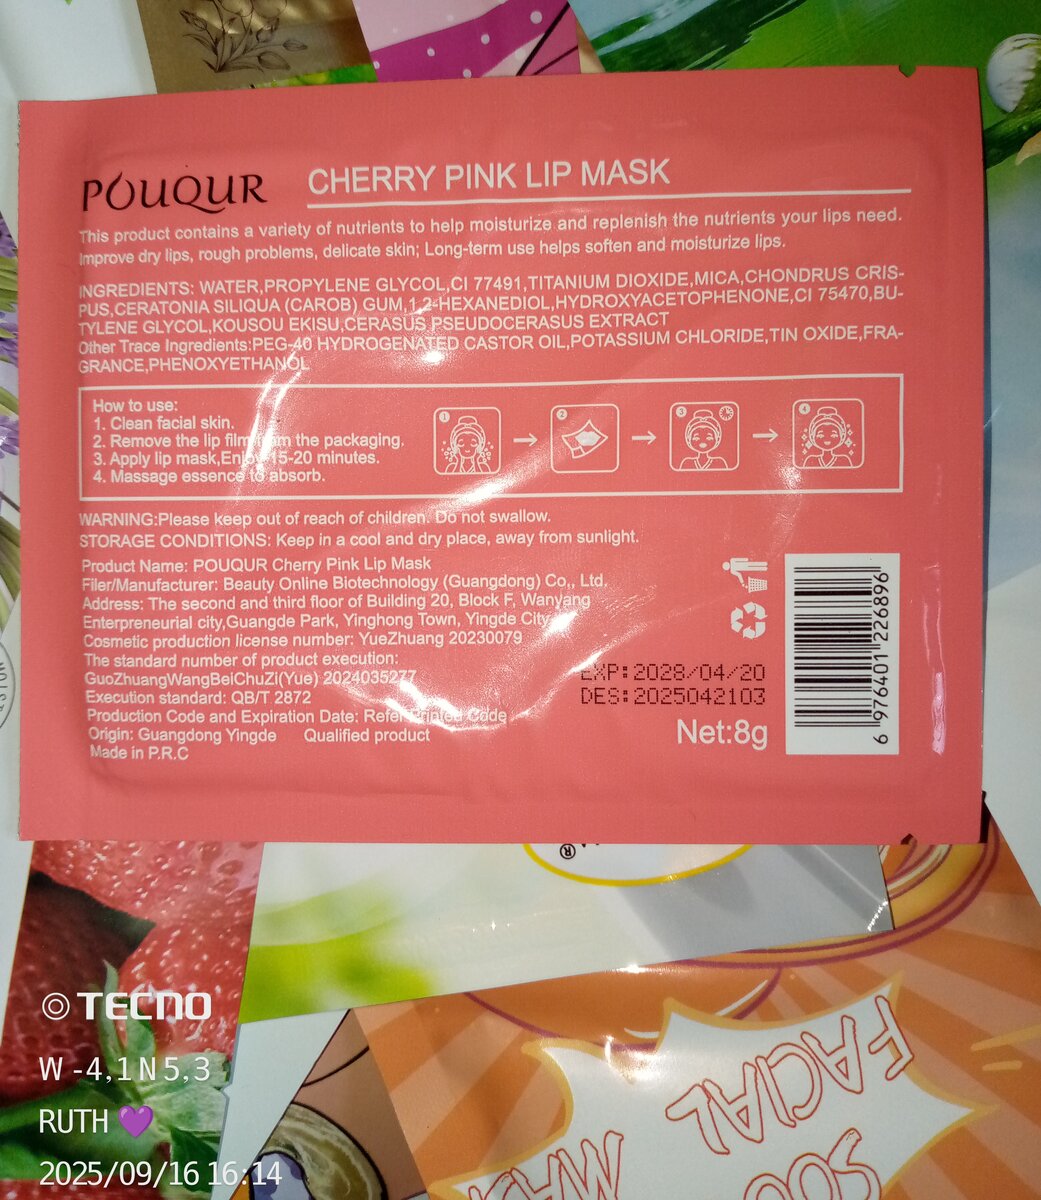 POUQUR
CHERRY PINK LIP MASK
This product contains a variety of nutrients to help moisturize and replenish the nutrients your lips need.
Improve dry lips, rough problems, delicate skin; Long-term use helps soften and moisturize lips.
INGREDIENTS: WATER,PROPYLENE GLYCOL,CI 77491,TITANIUM DIOXIDE,MICA,CHONDRUS CRIS-
PUS,CERATONIA SILIQUA (CAROB) GUM,1,2-HEXANEDIOL,HYDROXYACETOPHENONE,CI 75470,BU-
TYLENE GLYCOL,KOUSOU EKISU,CERASUS PSEUDOCERASUS EXTRACT
Other Trace Ingredients:PEG-40 HYDROGENATED CASTOR OIL,POTASSIUM CHLORIDE,TIN OXIDE,FRA-
GRANCE,PHENOXYETHANOL
How to use:
1. Clean facial skin.
2. Remove the lip film from the packaging.
3. Apply lip mask,Enjoy 15-20 minutes.
4. Massage essence to absorb.
1
2
3
4
WARNING:Please keep out of reach of children. Do not swallow.
STORAGE CONDITIONS: Keep in a cool and dry place, away from sunlight.
Product Name: POUQUR Cherry Pink Lip Mask
Filer/Manufacturer: Beauty Online Biotechnology (Guangdong) Co,, Ltd.
Address: The second and third floor of Building 20, Block F, Wanyang
Enterpreneurial city,Guangde Park, Yinghong Town, Yingde City
Cosmetic production license number: YueZhuang 20230079
The standard number of product execution:
GuoZhuangWangBeiChuZi(Yue) 2024035277
Execution standard: QB/T 2872
Production Code and Expiration Date: Refer Printed Code
Origin: Guangdong Yingde Qualified product
Made in P.R.C
EXP:2028/04/20
DES:2025042103
Net:8g
6 976401 226896
®
FACIAL
TECNO
W -4,1 N 5,3
RUTH 💜
2025/09/16 16:14